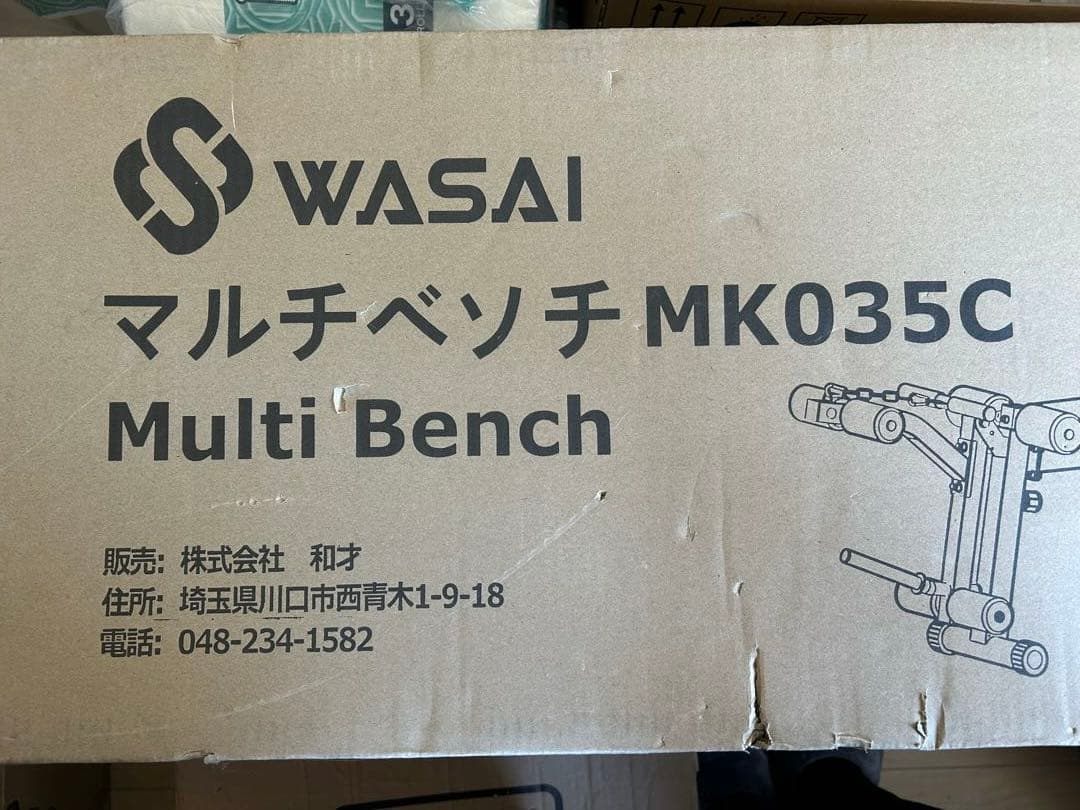 3
WASAI
マルチベソチ MK035C
Multi Bench
販売: 株式会社 和才
住所: 埼玉県川口市西青木1-9-18
電話: 048-234-1582